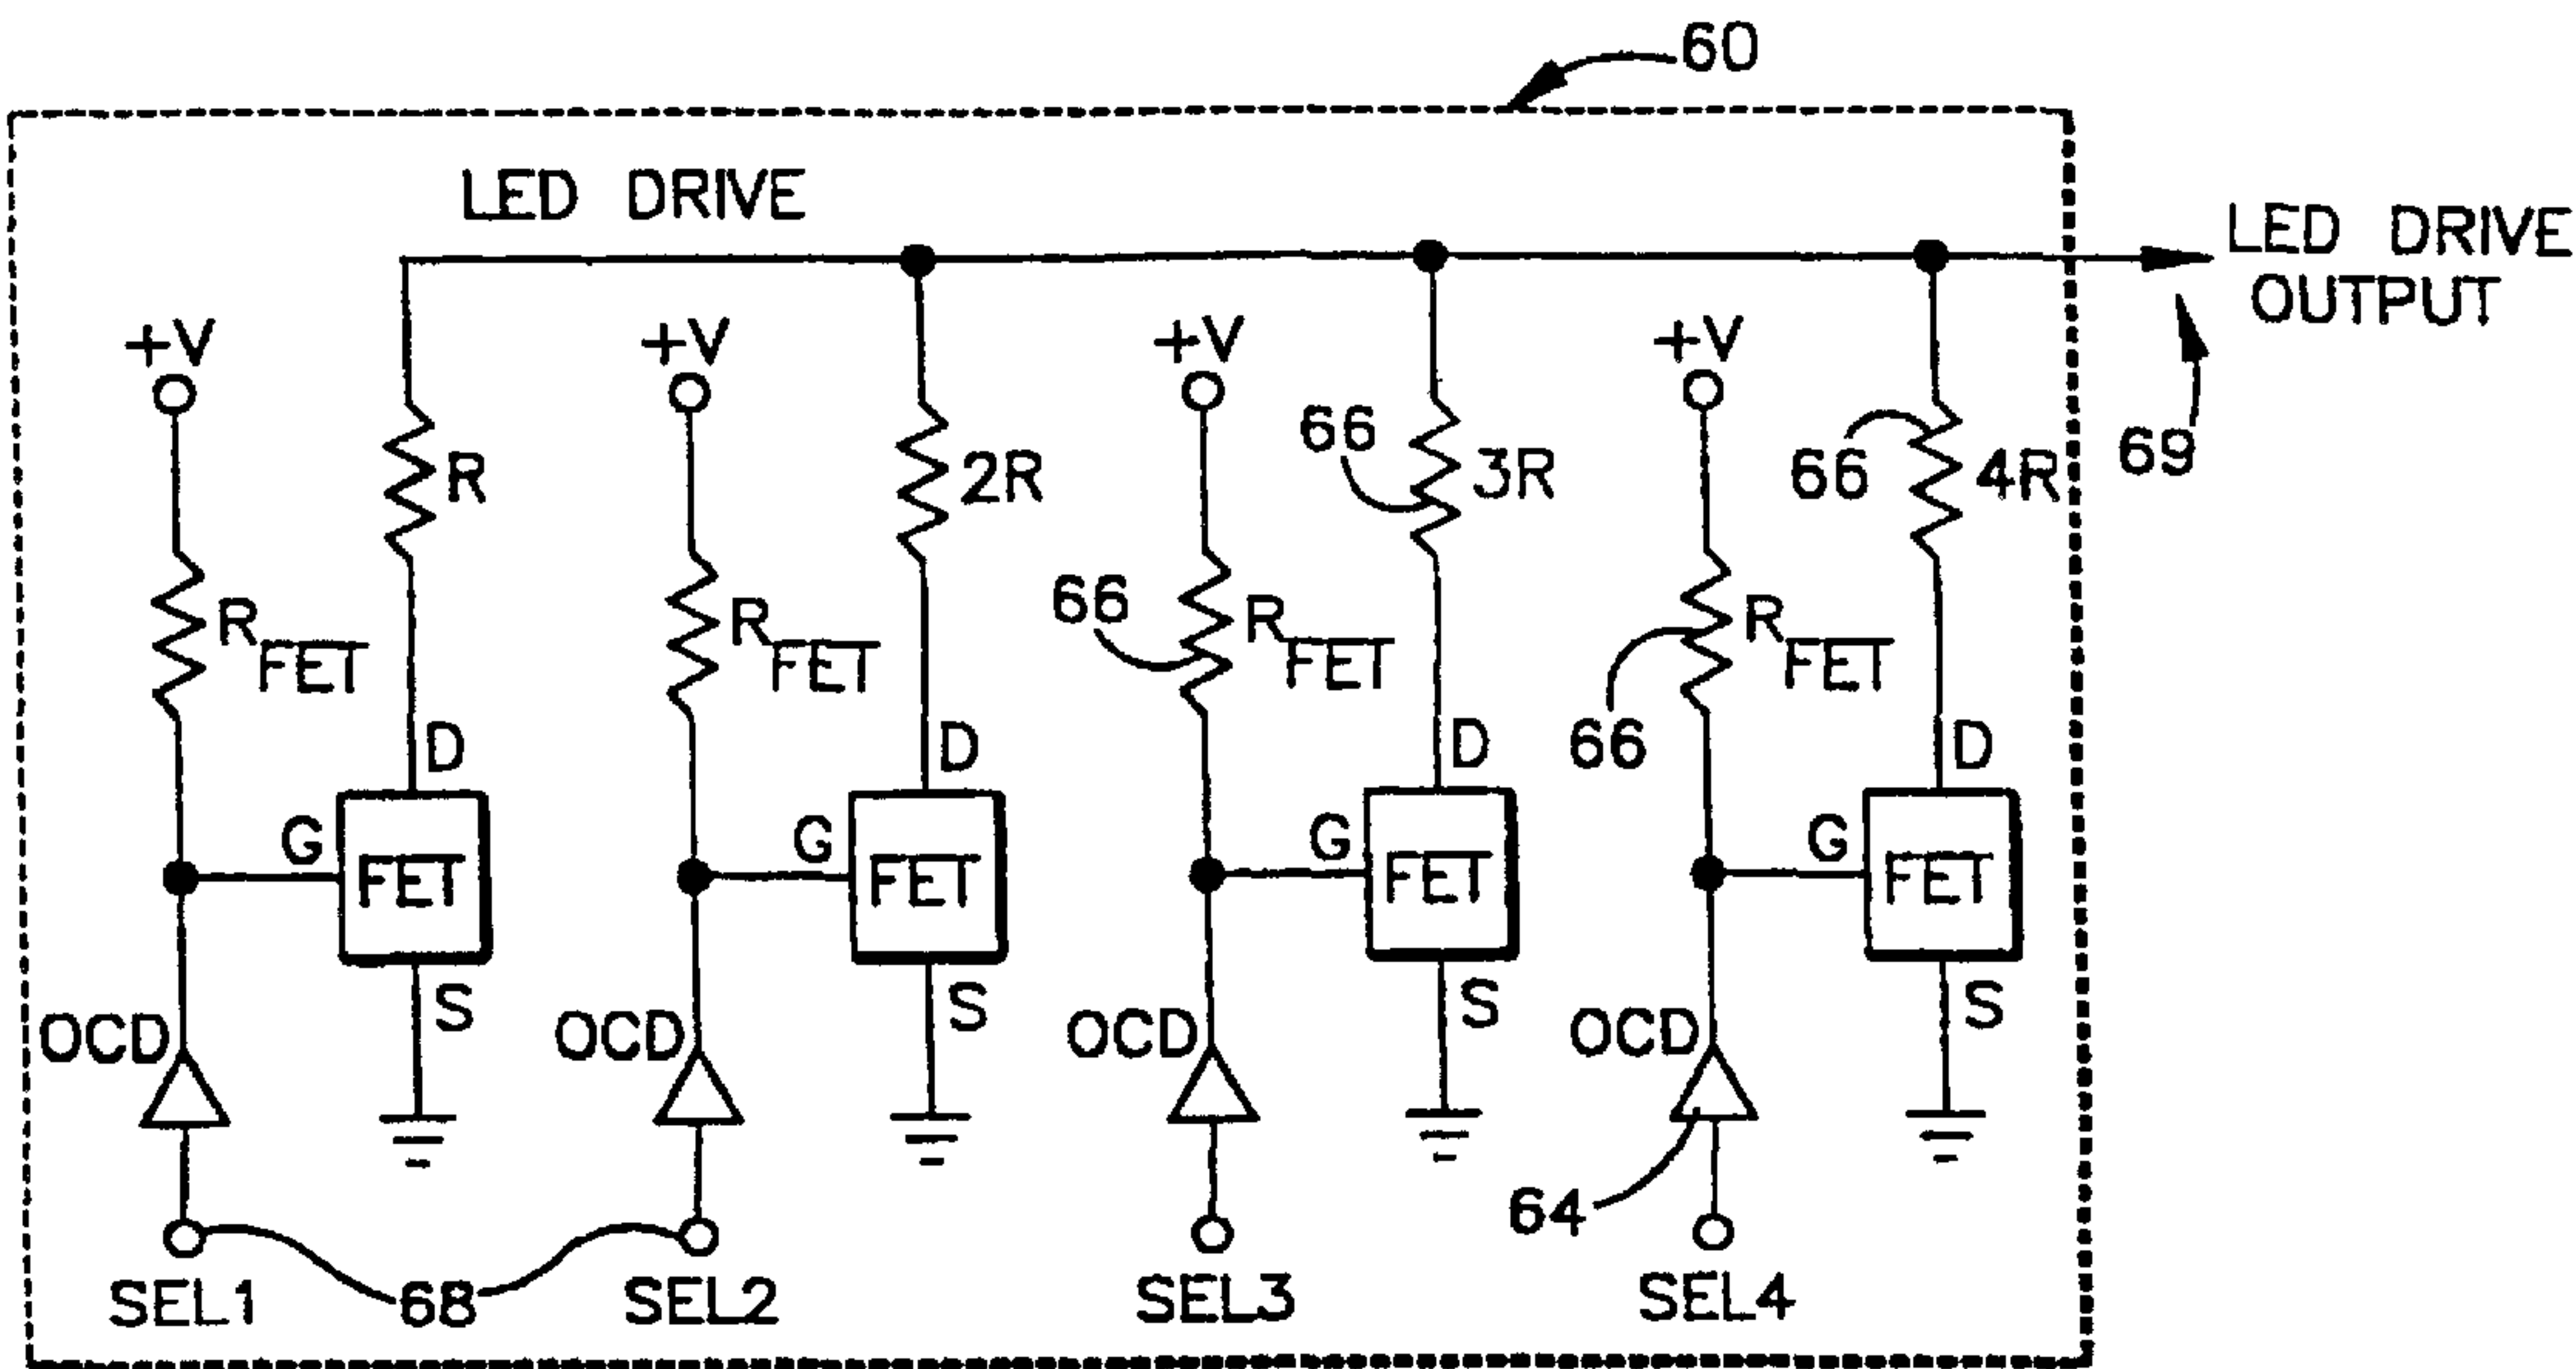 60
LED DRIVE
LED DRIVE
OUTPUT
69
+V
+V
+V
+V
R
2R
66
3R
66
4R
R FET
R FET
66
R FET
66
R FET
D
D
D
D
G
FET
G
FET
G
FET
G
FET
S
S
S
S
OCD
OCD
OCD
OCD
64
68
SEL1
SEL2
SEL3
SEL4